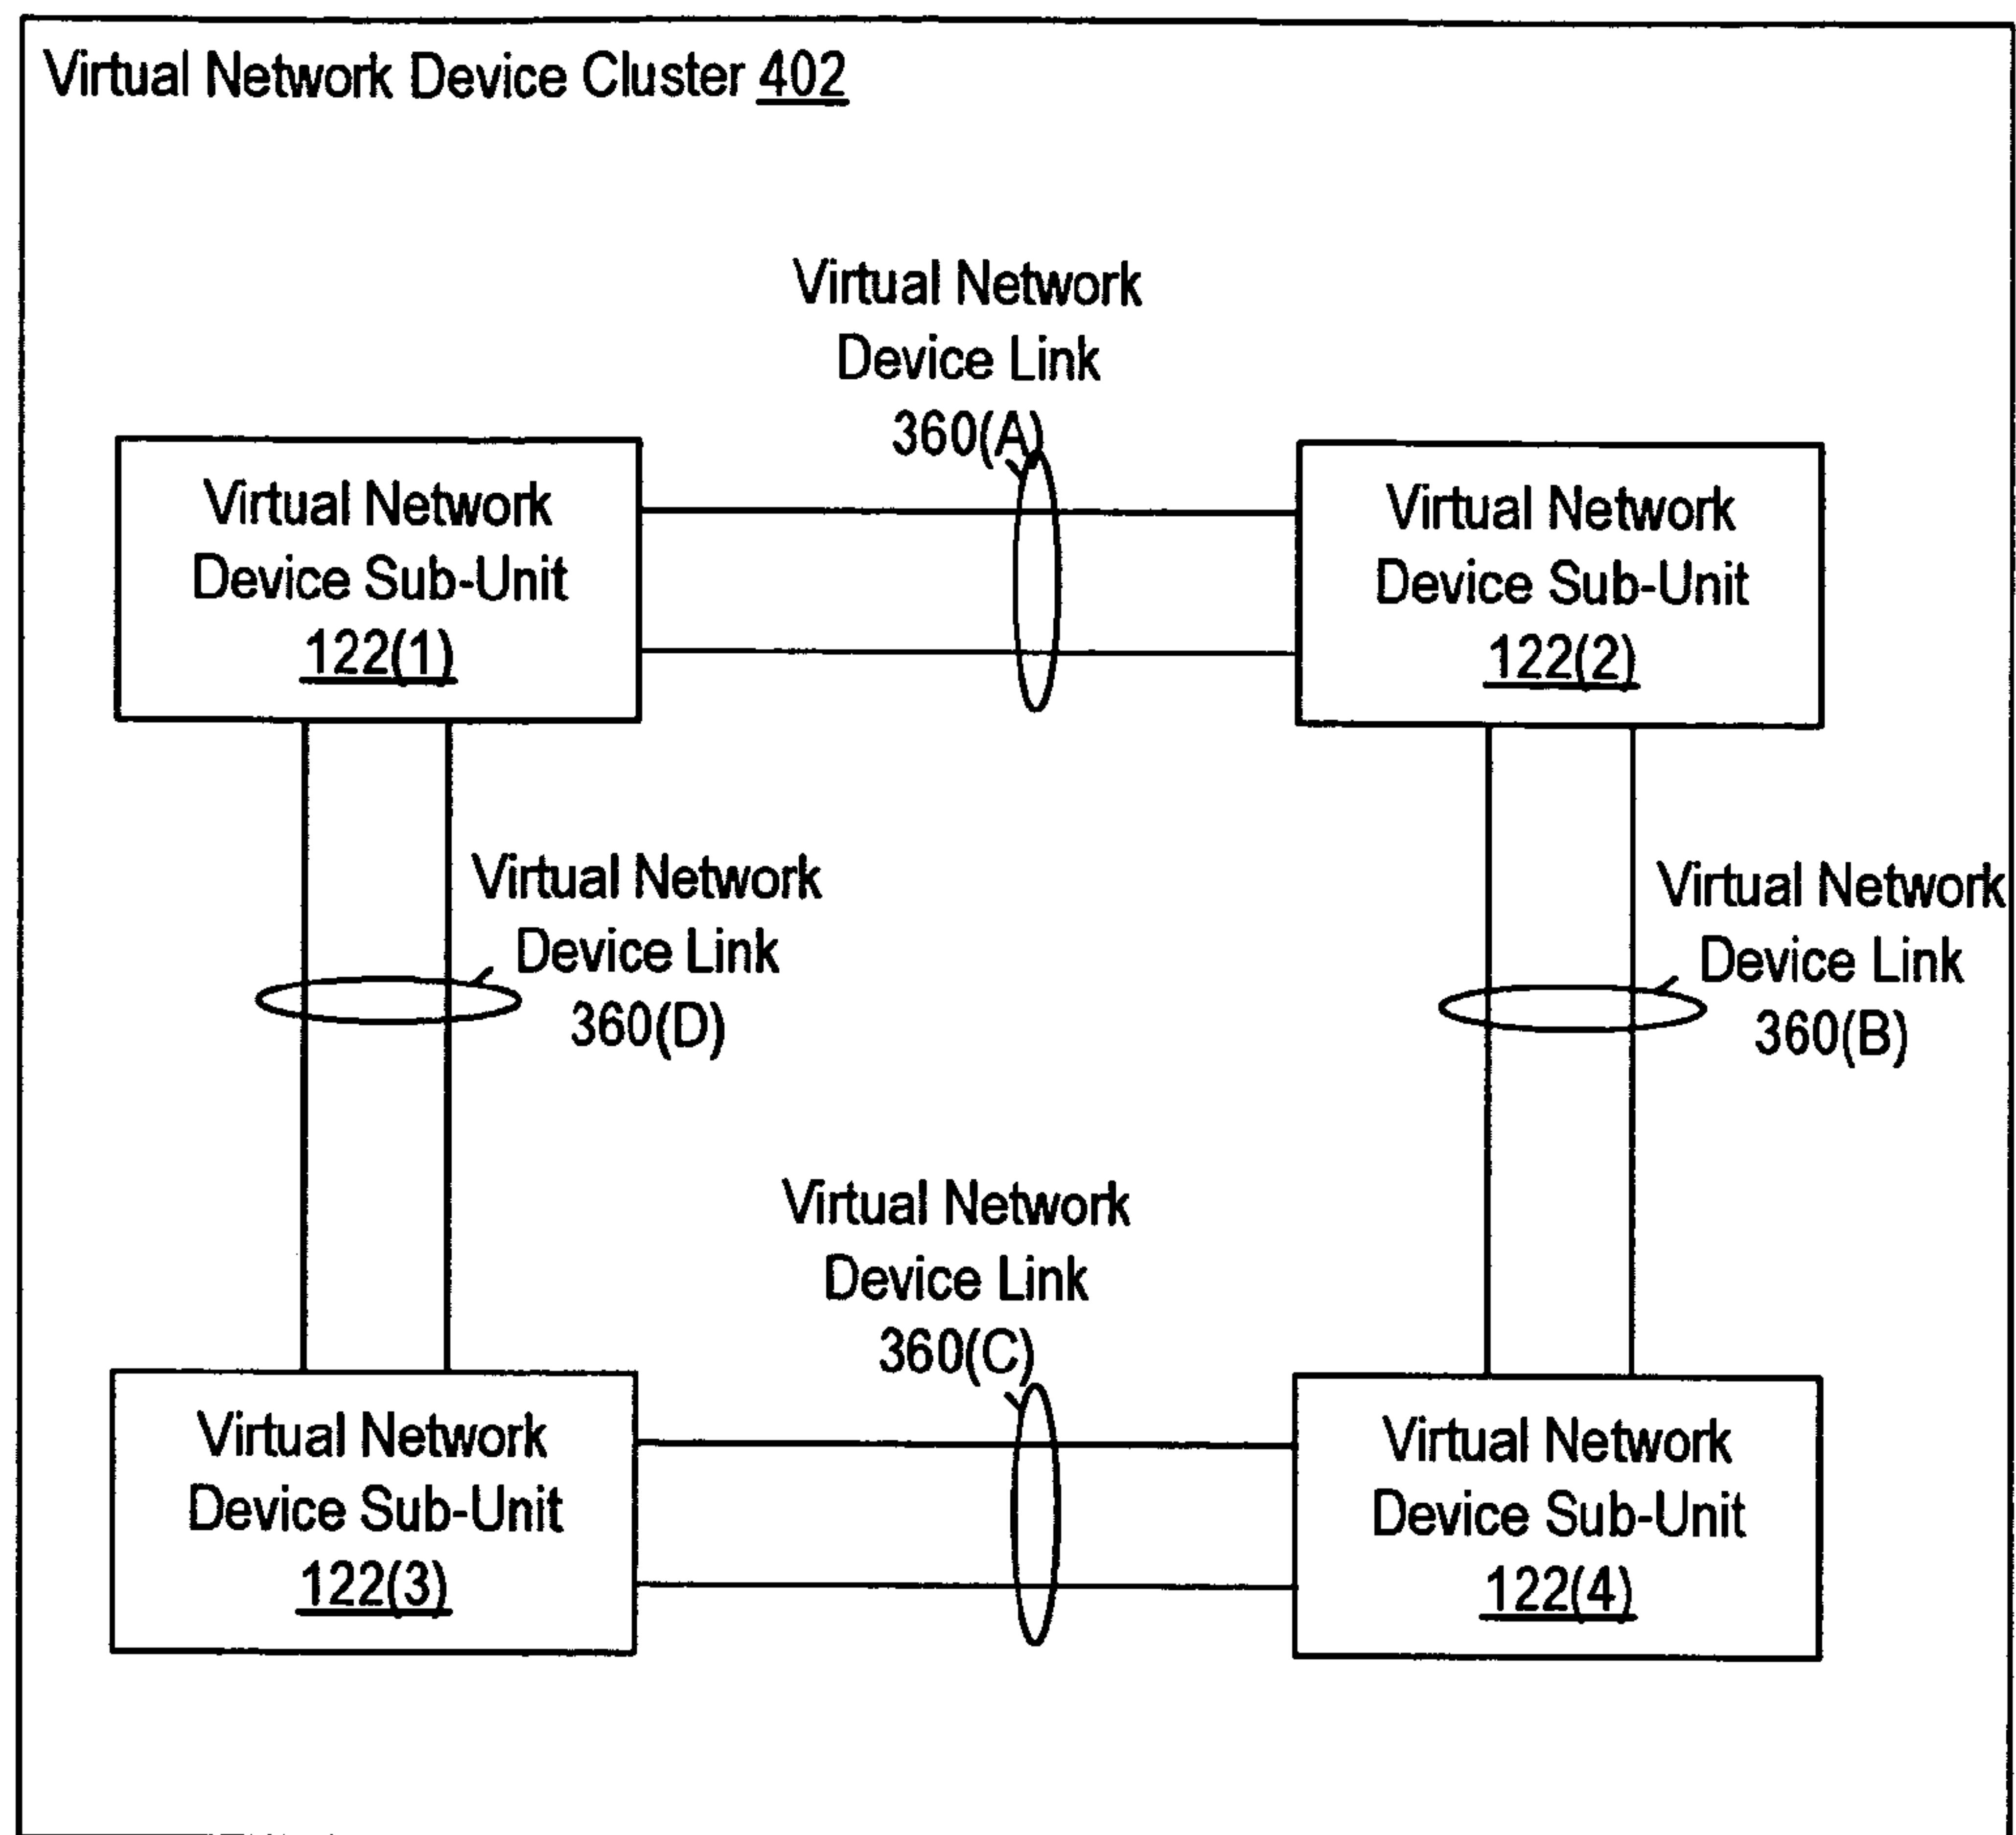 Virtual Network Device Cluster 402
Virtual Network
Device Link
360(A)
Virtual Network
Device Sub-Unit
122(1)
Virtual Network
Device Sub-Unit
122(2)
Virtual Network
Device Link
360(D)
Virtual Network
Device Link
360(B)
Virtual Network
Device Link
360(C)
Virtual Network
Device Sub-Unit
122(3)
Virtual Network
Device Sub-Unit
122(4)